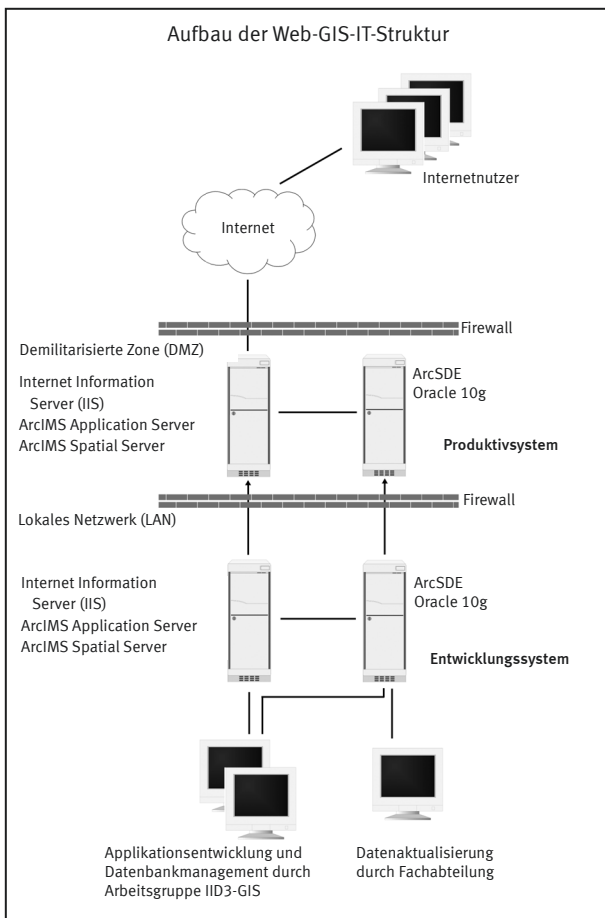 Aufbau der Web-GIS-IT-Struktur
Internetnutzer
Internet
Firewall
Demilitarisierte Zone (DMZ)
Internet Information
Server (IIS)
ArcIMS Application Server
ArcIMS Spatial Server
ArcSDE
Oracle 10g
Produktivsystem
Firewall
Lokales Netzwerk (LAN)
Internet Information
Server (IIS)
ArcIMS Application Server
ArcIMS Spatial Server
ArcSDE
Oracle 10g
Entwicklungssystem
Applikationsentwicklung und
Datenbankmanagement durch
Arbeitsgruppe IID3-GIS
Datenaktualisierung
durch Fachabteilung